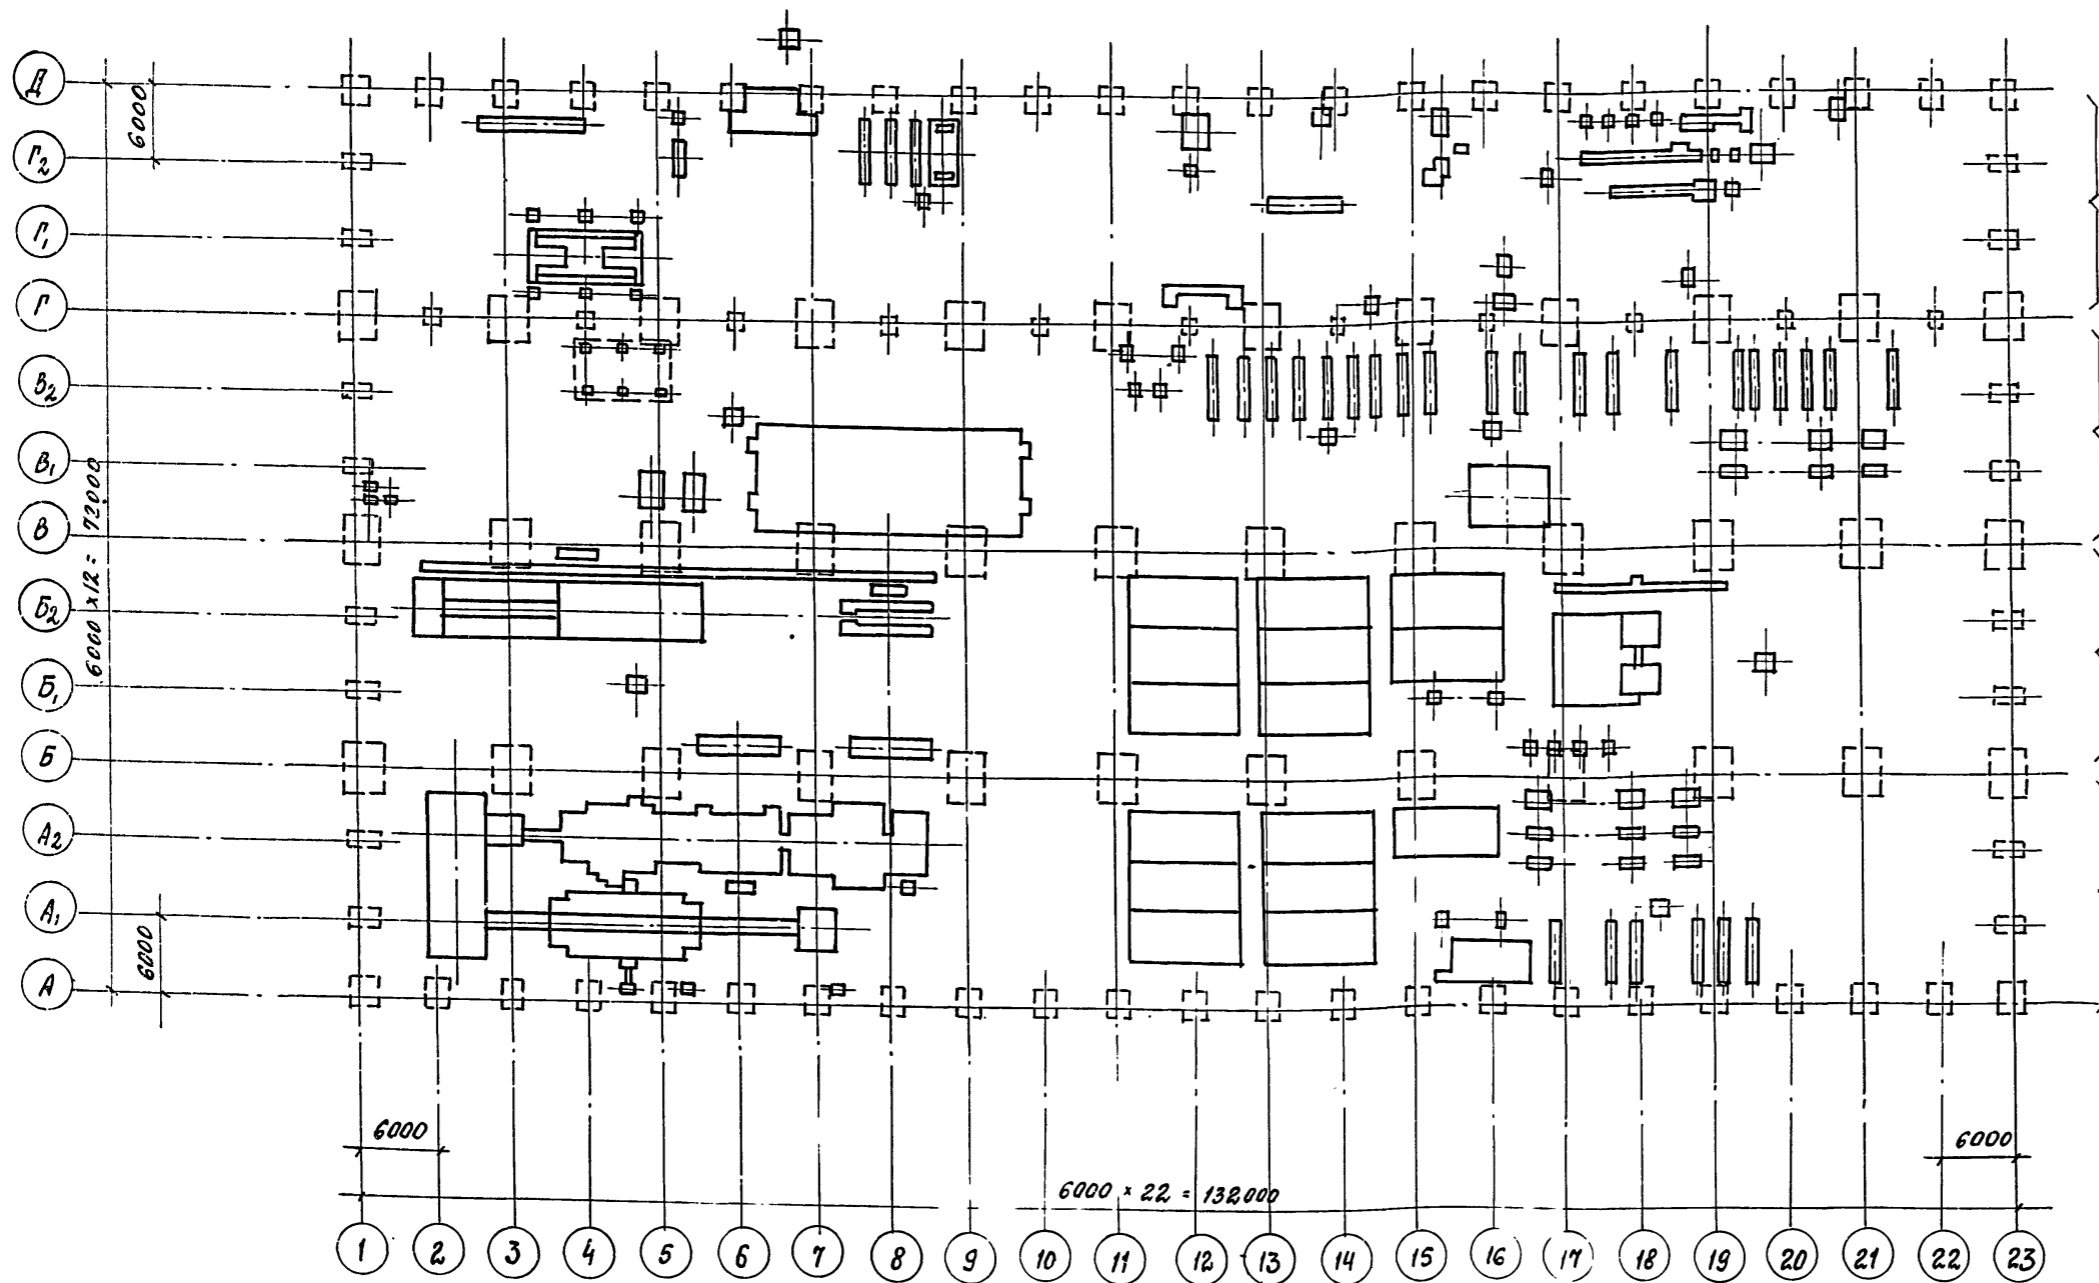 Д
6000
Г₂
Г₁
Г
В₂
В₁
6000 x 12 = 72000
В
Б₂
Б₁
Б
А₂
А₁
6000
А
6000
6000
6000 x 22 = 132000
1 2 3 4 5 6 7 8 9 10 11 12 13 14 15 16 17 18 19 20 21 22 23